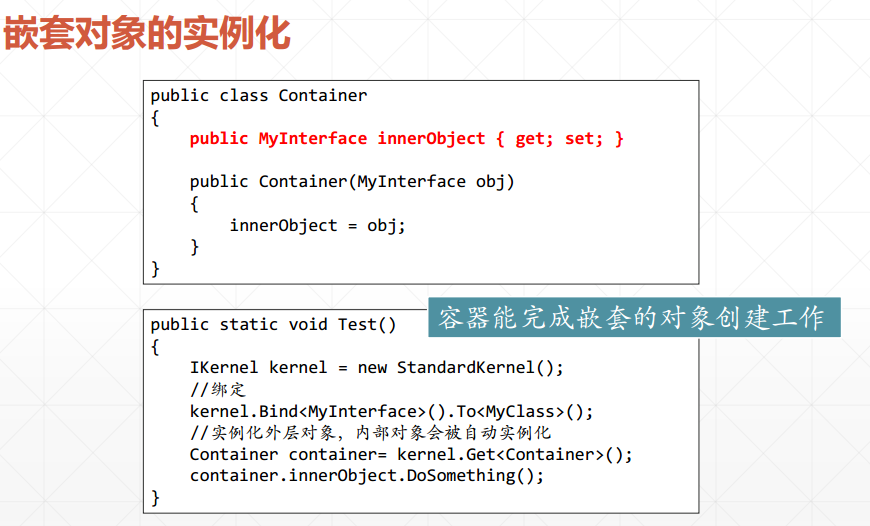 嵌套对象的实例化
public class Container
{
public MyInterface innerObject { get; set; }
public Container(MyInterface obj)
{
innerObject = obj;
}
}
容器能完成嵌套的对象创建工作
public static void Test()
{
IKernel kernel = new StandardKernel();
//绑定
kernel.Bind<MyInterface>().To<MyClass>();
//实例化外层对象，内部对象会被自动实例化
Container container= kernel.Get<Container>();
container.innerObject.DoSomething();
}